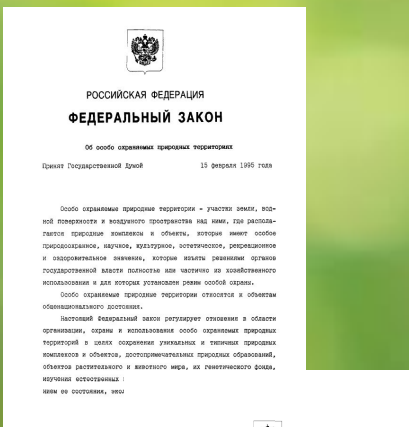 РОССИЙСКАЯ ФЕДЕРАЦИЯ
ФЕДЕРАЛЬНЫЙ ЗАКОН
Об особо охраняемых природных территориях
Принят Государственной Думой 15 февраля 1995 года
Особо охраняемые природные территории - участки земли, вод-
ной поверхности и воздушного пространства над ними, где распола-
гаются природные комплексы и объекты, которые имеют особое
природоохранное, научное, культурное, эстетическое, рекреационное
и оздоровительное значение, которые изъяты решениями органов
государственной власти полностью или частично из хозяйственного
использования и для которых установлен режим особой охраны.
Особо охраняемые природные территории относятся к объектам
общенационального достояния.
Настоящий Федеральный закон регулирует отношения в области
организации, охраны и использования особо охраняемых природных
территорий в целях сохранения уникальных и типичных природных
комплексов и объектов, достопримечательных природных образований,
объектов растительного и животного мира, их генетического фонда,
изучения естественных
нием ее состояния, экол